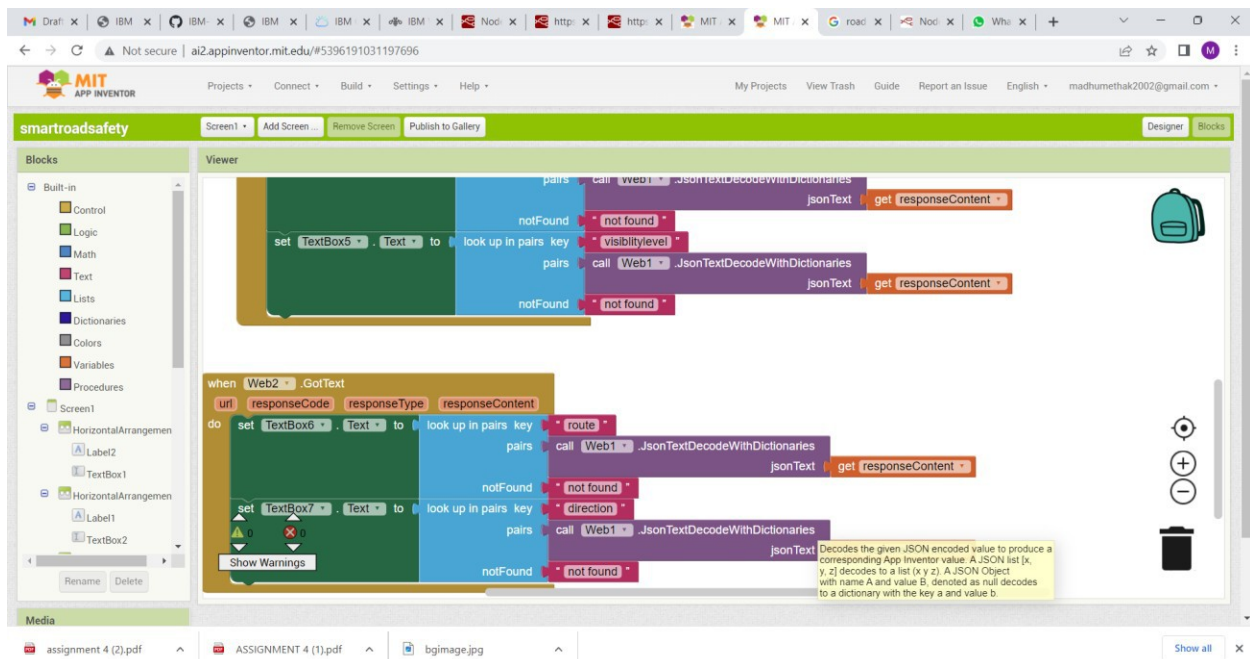 M Draft
IBM
IBM-
IBM
IBM
IBM
Nod
https
https
MIT
MIT
road
Nod
Wha
Not secure | ai2.appinventor.mit.edu/#5396191031197696
M
MIT
APP INVENTOR
Projects
Connect
Build
Settings
Help
My Projects
View Trash
Guide
Report an Issue
English
madhumethak2002@gmail.com
smartroadsafety
Screen1
Add Screen ...
Remove Screen
Publish to Gallery
Designer
Blocks
Blocks
Viewer
Built-in
Control
Logic
Math
Text
Lists
Dictionaries
Colors
Variables
Procedures
Screen1
HorizontalArrangemen
Label2
TextBox1
HorizontalArrangemen
Label1
TextBox2
Rename
Delete
Media
pairs call Web1 .JsonTextDecodeWithDictionaries
jsonText get responseContent
notFound " not found "
set TextBox5 . Text to look up in pairs key " visiblitylevel "
pairs call Web1 .JsonTextDecodeWithDictionaries
jsonText get responseContent
notFound " not found "
when Web2 .GotText
url responseCode responseType responseContent
do set TextBox6 . Text to look up in pairs key " route "
pairs call Web1 .JsonTextDecodeWithDictionaries
jsonText get responseContent
notFound " not found "
set TextBox7 . Text to look up in pairs key " direction "
pairs call Web1 .JsonTextDecodeWithDictionaries
jsonText
notFound " not found "
0 0
Show Warnings
Decodes the given JSON encoded value to produce a
corresponding App Inventor value. A JSON list [x,
y, z] decodes to a list (x y z). A JSON Object
with name A and value B, denoted as null decodes
to a dictionary with the key a and value b.
assignment 4 (2).pdf
ASSIGNMENT 4 (1).pdf
bgimage.jpg
Show all